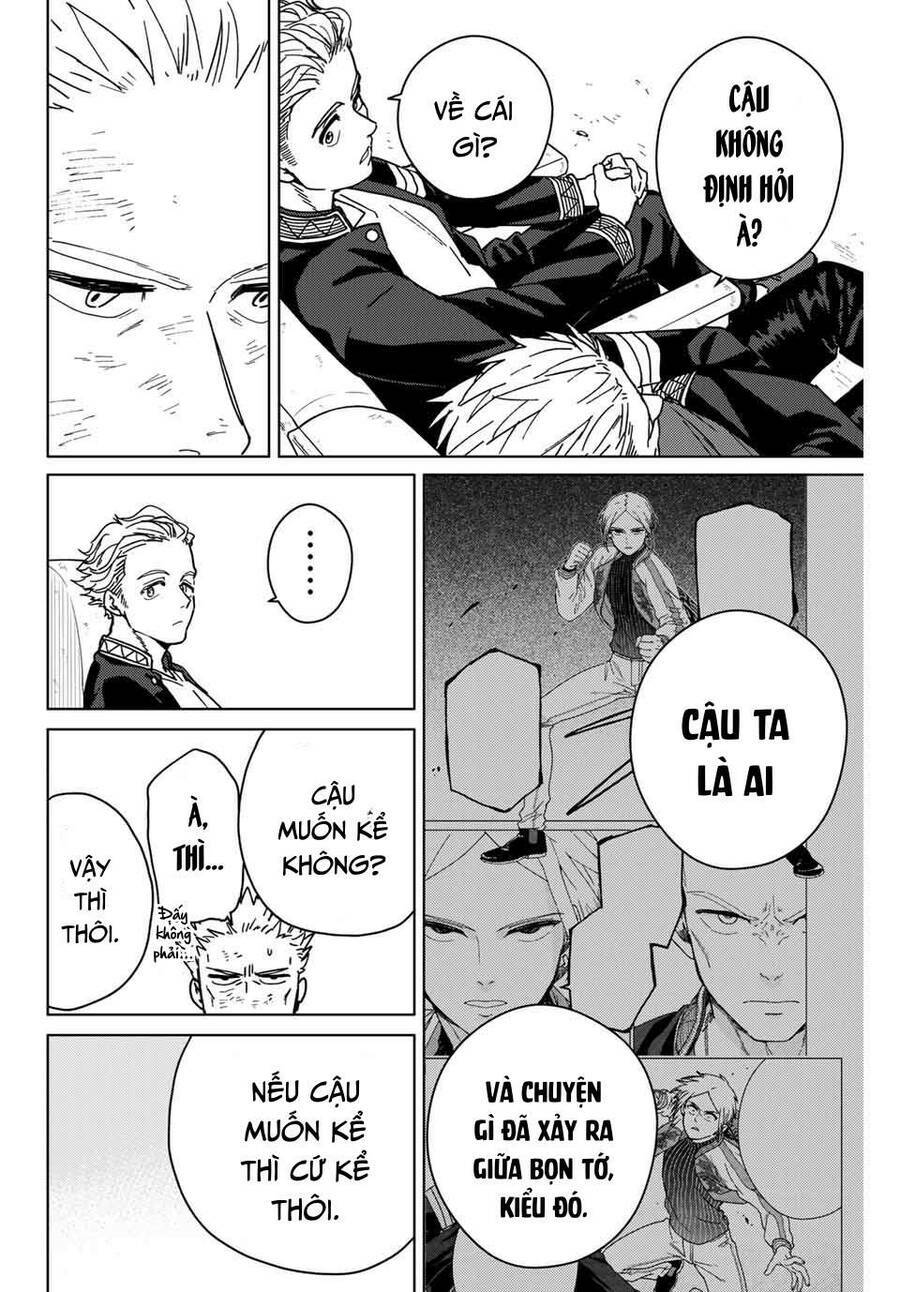 CẬU
KHÔNG
ĐỊNH HỎI
À?
VỀ CÁI
GÌ?
CẬU TA
LÀ AI
VÀ CHUYỆN
GÌ ĐÃ XẢY RA
GIỮA BỌN TỚ,
KIỂU ĐÓ.
.....
CẬU
MUỐN KỂ
KHÔNG?
À,
THÌ...
Đấy
không
phải...
VẬY
THÌ
THÔI.
NẾU CẬU
MUỐN KỂ
THÌ CỨ KỂ
THÔI.